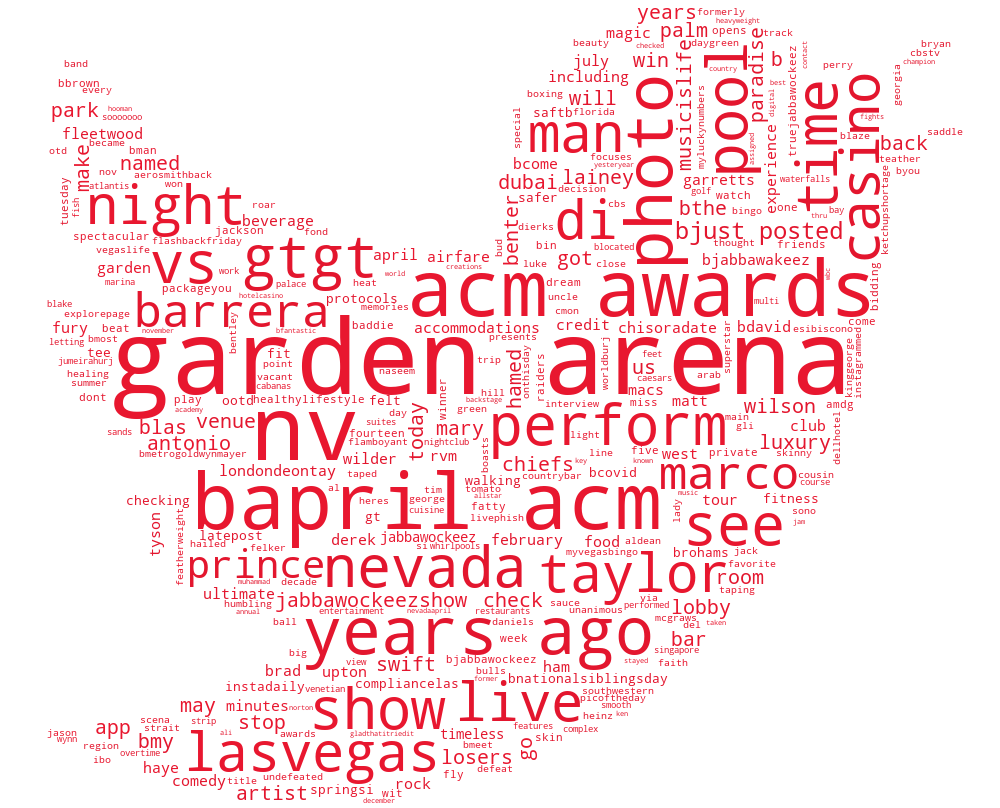 years formerly
heavyweight
magic palm opens track
beauty checked daygreen
band july win b perry bryan
cbstv
bbrown every including country contact champion
boxing will musicislife photo pool paradise best digital time casino georgia
park hooman sooooooo saftb florida myluckynumbers assigned truejabbawockeez fights
fleetwood became special man blaze back saddle
otd make bman focuses yesteryear teather
named nov aerosmithback bcome lainey garretts experience waterfalls byou
tuesday atlantis won dubai decision golf watch ketchupshortage
fish night roar safer cbs bthe bingo one thru bay
beverage benter di dierks bjust posted
spectacular jackson fond
vegaslife flashbackfriday bud bin blocated thought friends
garden vs work gtgt april airfare luke got close bjabbawakeez
marina packageyou palace heat world creations dream wbc bidding
blake hotelcasino protocols acm uncle awards multi
explorepage barrera memories cmon
fury november bfantastic baddie accommodations credit chisoradate bdavid esibiscono come
letting beat bmost bentley presents superstar
jumeirahurj tee fit garden trip hamed onthisday arena feet
healing vacant point naseem raiders worldburj us caesars arab kinggeorge instagrammed
summer cabanas hill macs
dont play ootd healthylifestyle felt winner backstage interview miss matt wilson amdg
sands academy venue nv day green perform main club
blas suites today mary light gli dellhotel
antonio fourteen flamboyant nightclub boasts line five west private luxury skinny
bmetrogoldwynmayer wilder rvm chiefs key known
londondeontay taped countrybar bcovid marco cousin
checking al tim walking acm music course
heres george tomato allstar tour fitness
tyson bapril cuisine fatty lady see sono
featherweight gt livephish jam
latepost derek jabbawockeez february food aldean
hailed felker si whirlpools myvegasbingo brohams jack
prince nevada taylor favorite
muhammad decade yia room taping
ultimate jabbawockeezshow check sauce unanimous performed lobby
humbling annual entertainment nevadaapril restaurants mcgraws
ball years daniels ago del taken
week bar singapore
big view swift bjabbawockeez stayed faith
brad upton bulls ham
instadaily venetian compliancelas former bnationalsiblingsday southwestern
may minutes norton show live picoftheday smooth
app scena strip heinz ken
jason strait stop features complex
wynn bmy ali awards gladthatitriedit timeless go skin
region overtime bmeet
ibo haye lasvegas losers
comedy title undefeated fly defeat
artist springsi wit rock
december